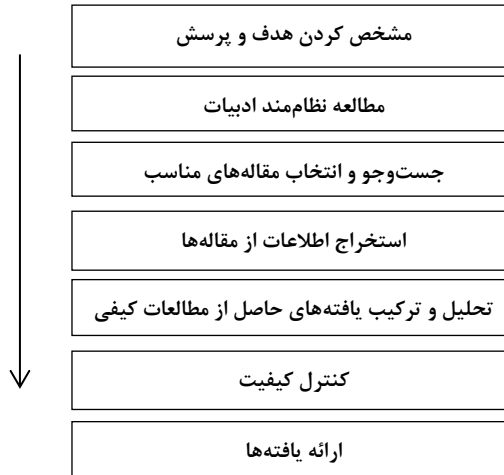 مشخص کردن هدف و پرسش
مطالعه نظام‌مند ادبیات
جست‌وجو و انتخاب مقاله‌های مناسب
استخراج اطلاعات از مقاله‌ها
تحلیل و ترکیب یافته‌های حاصل از مطالعات کیفی
کنترل کیفیت
ارائه یافته‌ها